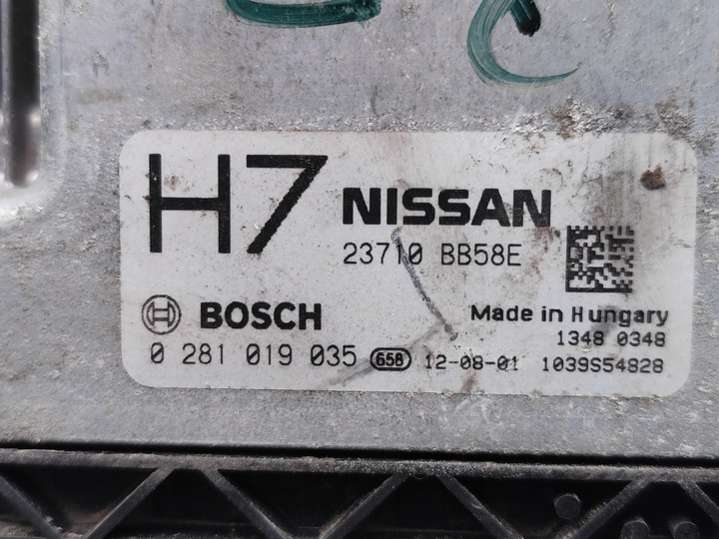 H7 NISSAN
23710 BB58E
BOSCH Made in Hungary
1348 0348
0 281 019 035 658 12-08-01 1039S54828